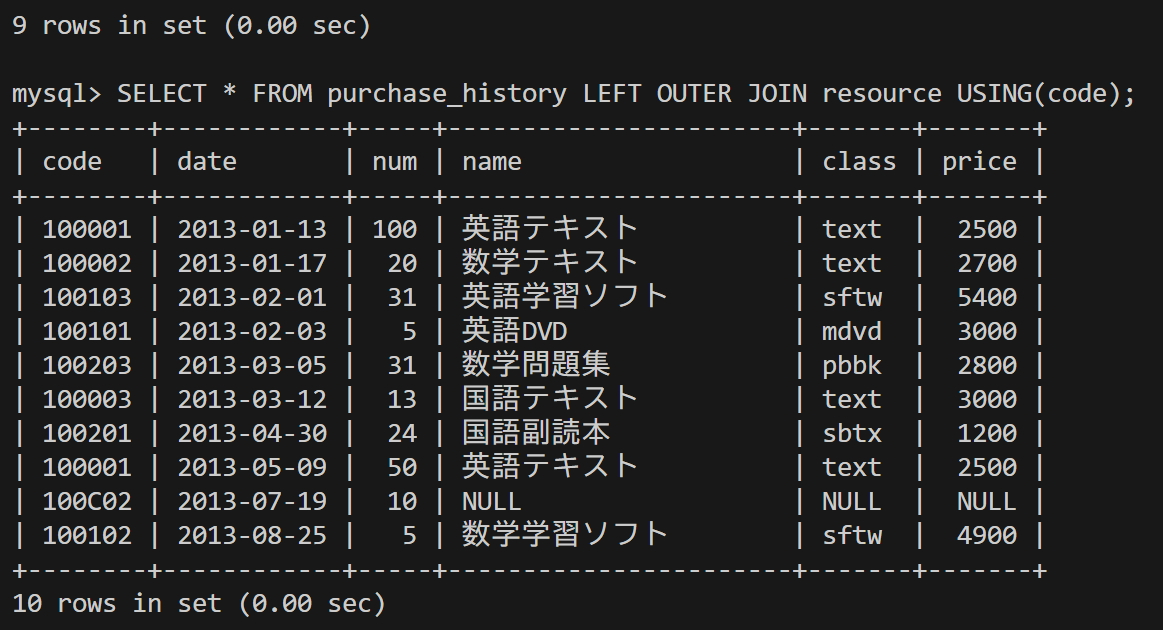 9 rows in set (0.00 sec)
mysql> SELECT * FROM purchase_history LEFT OUTER JOIN resource USING(code);
+--------+------------+-----+-----------------------+-------+-------+
| code   | date       | num | name                  | class | price |
+--------+------------+-----+-----------------------+-------+-------+
| 100001 | 2013-01-13 | 100 | 英語テキスト          | text  |  2500 |
| 100002 | 2013-01-17 |  20 | 数学テキスト          | text  |  2700 |
| 100103 | 2013-02-01 |  31 | 英語学習ソフト        | sftw  |  5400 |
| 100101 | 2013-02-03 |   5 | 英語DVD               | mdvd  |  3000 |
| 100203 | 2013-03-05 |  31 | 数学問題集            | pbbk  |  2800 |
| 100003 | 2013-03-12 |  13 | 国語テキスト          | text  |  3000 |
| 100201 | 2013-04-30 |  24 | 国語副読本            | sbtx  |  1200 |
| 100001 | 2013-05-09 |  50 | 英語テキスト          | text  |  2500 |
| 100C02 | 2013-07-19 |  10 | NULL                  | NULL  |  NULL |
| 100102 | 2013-08-25 |   5 | 数学学習ソフト        | sftw  |  4900 |
+--------+------------+-----+-----------------------+-------+-------+
10 rows in set (0.00 sec)